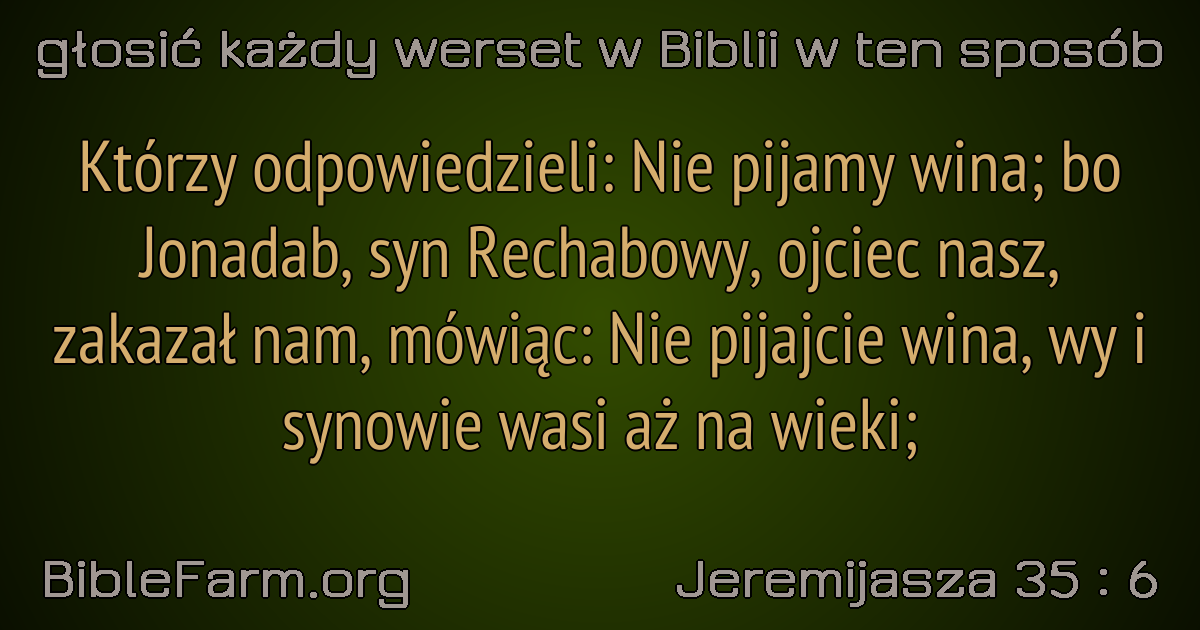 głosić każdy werset w Biblii w ten sposób
Którzy odpowiedzieli: Nie pijamy wina; bo
Jonadab, syn Rechabowy, ojciec nasz,
zakazał nam, mówiąc: Nie pijajcie wina, wy i
synowie wasi aż na wieki;
BibleFarm.org
Jeremijasza 35 : 6